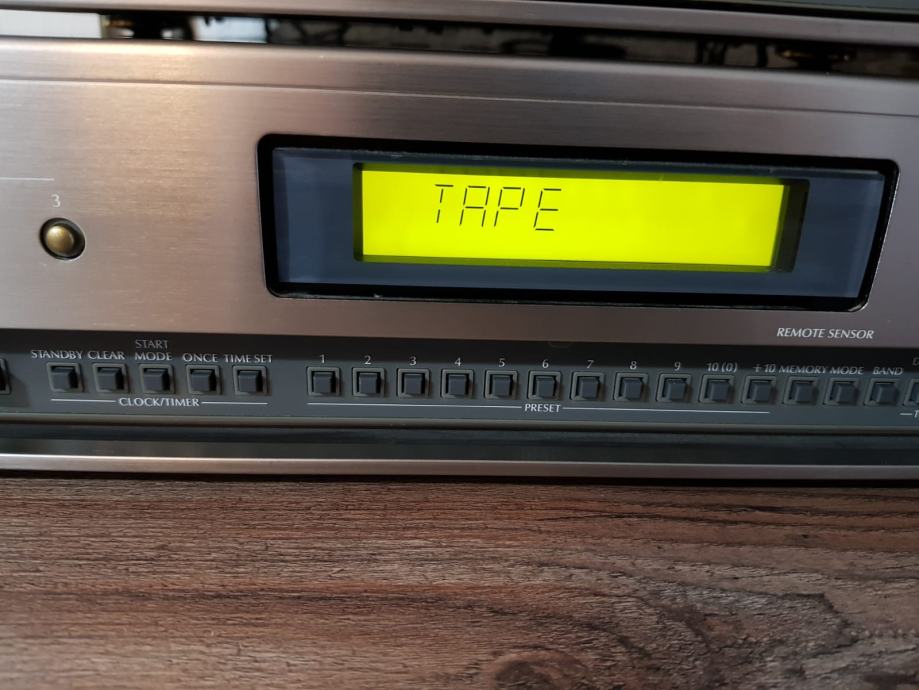 TAPE
3
REMOTE SENSOR
STANDBY CLEAR START MODE ONCE TIME SET
1 2 3 4 5 6 7 8 9 10 (0) +10 MEMORY MODE BAND
CLOCK/TIMER
PRESET